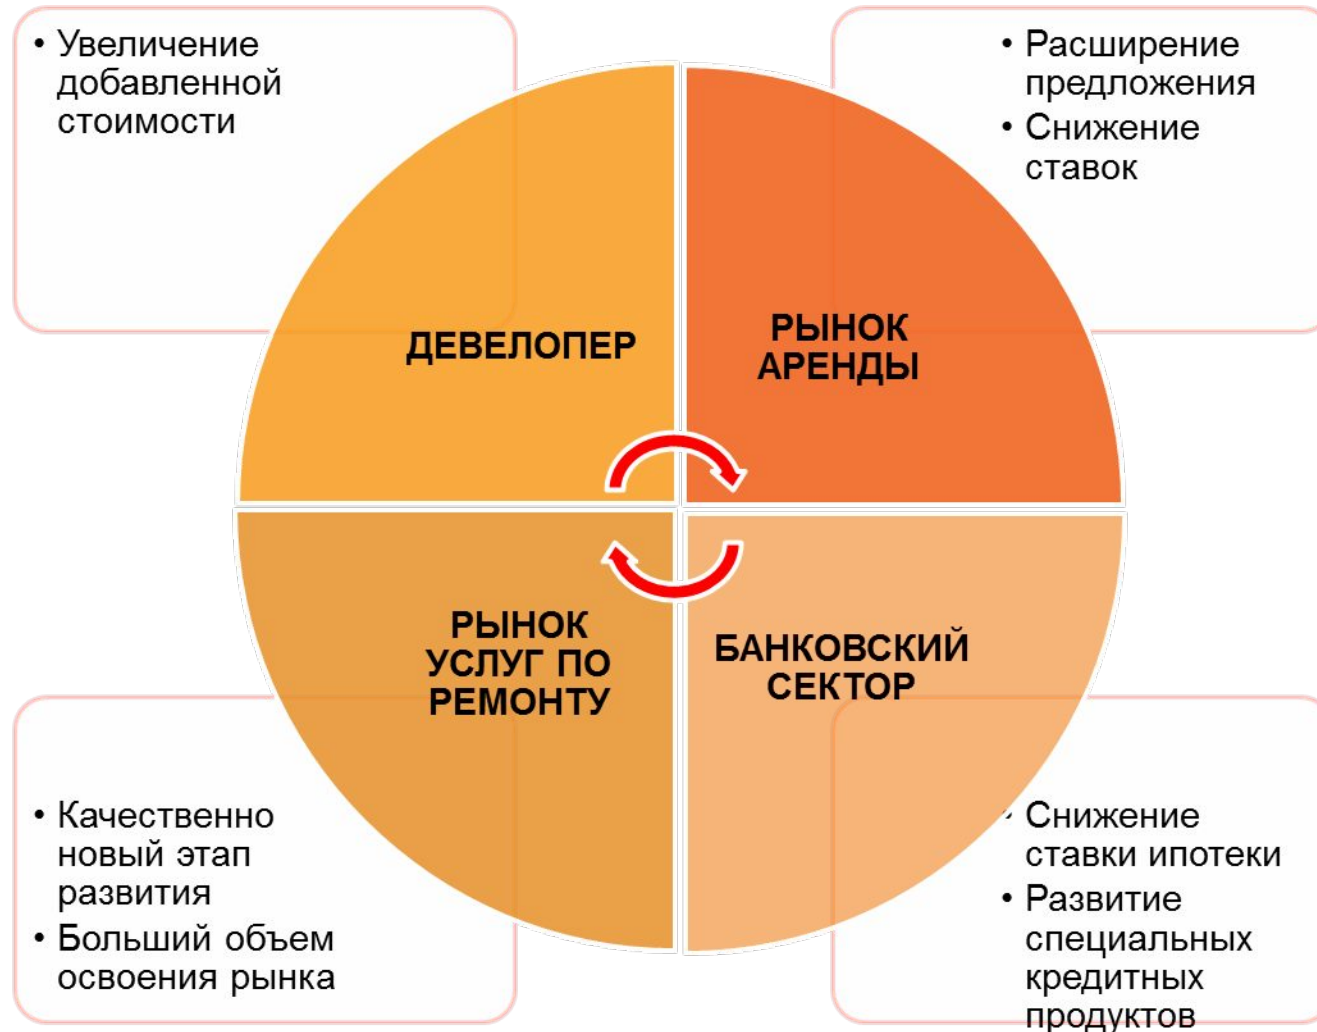 • Увеличение
добавленной
стоимости
• Расширение
предложения
• Снижение
ставок
ДЕВЕЛОПЕР
РЫНОК
АРЕНДЫ
РЫНОК
УСЛУГ ПО
РЕМОНТУ
БАНКОВСКИЙ
СЕКТОР
• Качественно
новый этап
развития
• Больший объем
освоения рынка
• Снижение
ставки ипотеки
• Развитие
специальных
кредитных
продуктов